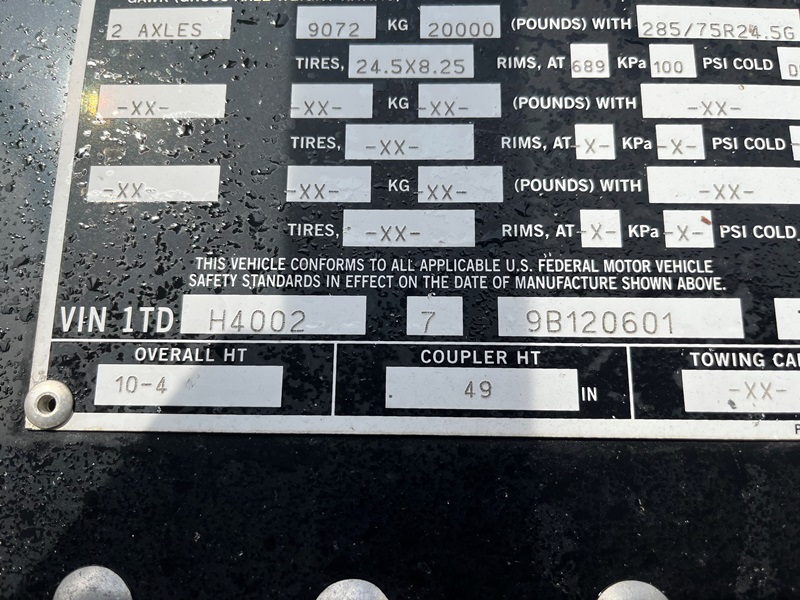 2 AXLES 9072 KG 20000 (POUNDS) WITH 285/75R24.5G
TIRES, 24.5X8.25 RIMS, AT 689 KPa 100 PSI COLD
-XX- -XX- KG -XX- (POUNDS) WITH -XX-
TIRES, -XX- RIMS, AT -X- KPa -X- PSI COLD
-XX- -XX- KG -XX- (POUNDS) WITH -XX-
TIRES, -XX- RIMS, AT -X- KPa -X- PSI COLD
THIS VEHICLE CONFORMS TO ALL APPLICABLE U.S. FEDERAL MOTOR VEHICLE
SAFETY STANDARDS IN EFFECT ON THE DATE OF MANUFACTURE SHOWN ABOVE.
VIN 1TD H4002 7 9B120601
OVERALL HT COUPLER HT TOWING
10-4 49 IN -XX-